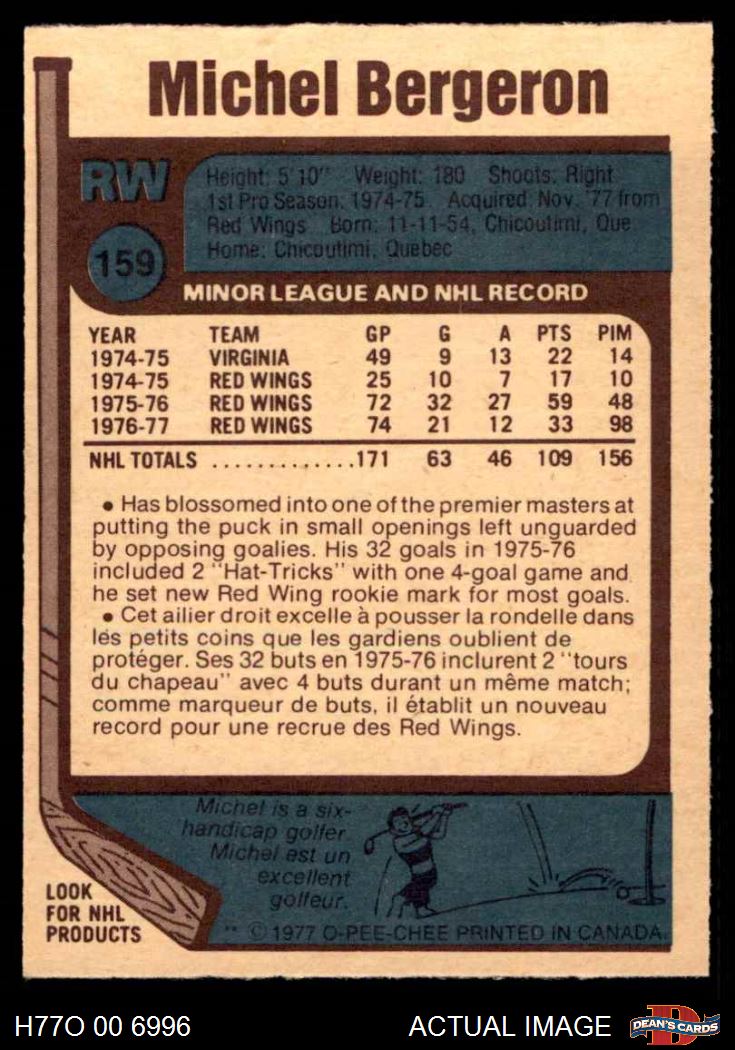 Michel Bergeron
RW
Height: 5'10" Weight: 180 Shoots: Right
1st Pro Season: 1974-75. Acquired Nov. '77 from
Red Wings Born: 11-11-54, Chicoutimi, Que
Home: Chicoutimi, Quebec
159
MINOR LEAGUE AND NHL RECORD
YEAR TEAM GP G A PTS PIM
1974-75 VIRGINIA 49 9 13 22 14
1974-75 RED WINGS 25 10 7 17 10
1975-76 RED WINGS 72 32 27 59 48
1976-77 RED WINGS 74 21 12 33 98
NHL TOTALS .............171 63 46 109 156
• Has blossomed into one of the premier masters at
putting the puck in small openings left unguarded
by opposing goalies. His 32 goals in 1975-76
included 2 "Hat-Tricks" with one 4-goal game and
he set new Red Wing rookie mark for most goals.
• Cet ailier droit excelle à pousser la rondelle dans
les petits coins que les gardiens oublient de
protéger. Ses 32 buts en 1975-76 inclurent 2 "tours
du chapeau" avec 4 buts durant un même match;
comme marqueur de buts, il établit un nouveau
record pour une recrue des Red Wings.
Michel is a six-
handicap golfer.
Michel est un
excellent
golfeur.
LOOK
FOR NHL
PRODUCTS
** © 1977 O-PEE-CHEE PRINTED IN CANADA.
H77O 00 6996
ACTUAL IMAGE
D
DEAN'S CARDS